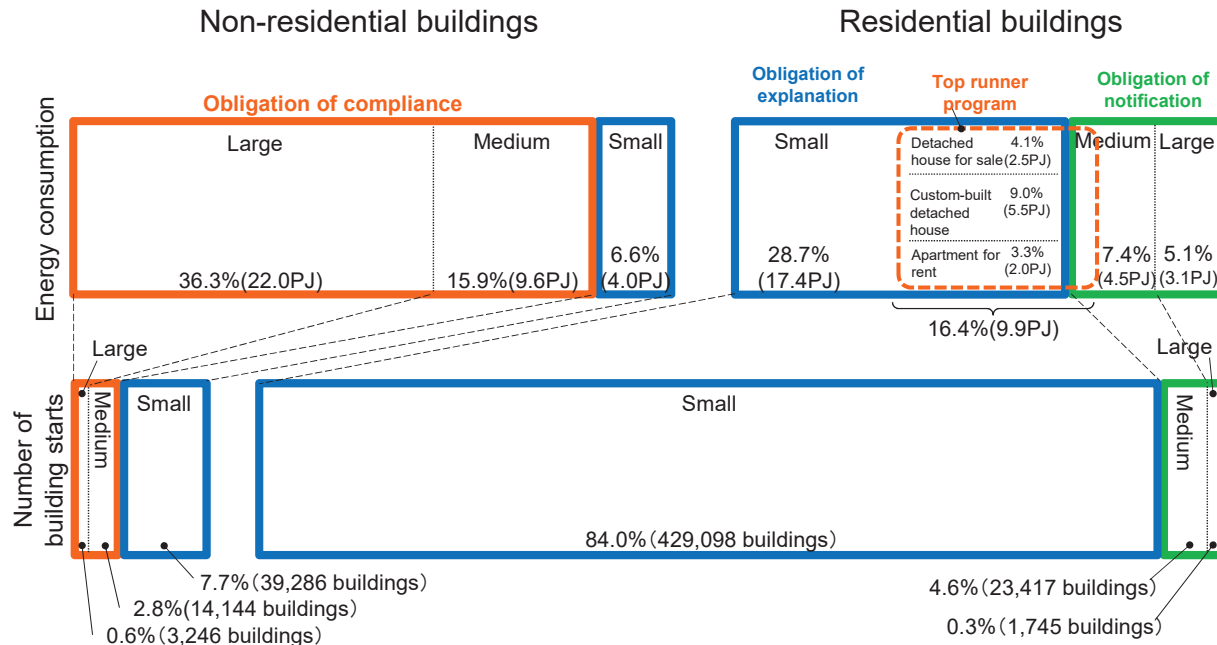 Non-residential buildings
Residential buildings
Obligation of compliance
Obligation of
explanation
Top runner
program
Obligation of
notification
Energy consumption
Large
Medium
Small
36.3%(22.0PJ)
15.9%(9.6PJ)
6.6%
(4.0PJ)
Small
28.7%
(17.4PJ)
Detached
house for sale
4.1%
(2.5PJ)
Custom-built
detached
house
9.0%
(5.5PJ)
Apartment for
rent
3.3%
(2.0PJ)
Medium
Large
7.4%
(4.5PJ)
5.1%
(3.1PJ)
16.4%(9.9PJ)
Number of
building starts
Large
Medium
Small
Small
Medium
Large
84.0%(429,098 buildings)
7.7%(39,286 buildings)
2.8%(14,144 buildings)
0.6%(3,246 buildings)
4.6%(23,417 buildings)
0.3%(1,745 buildings)